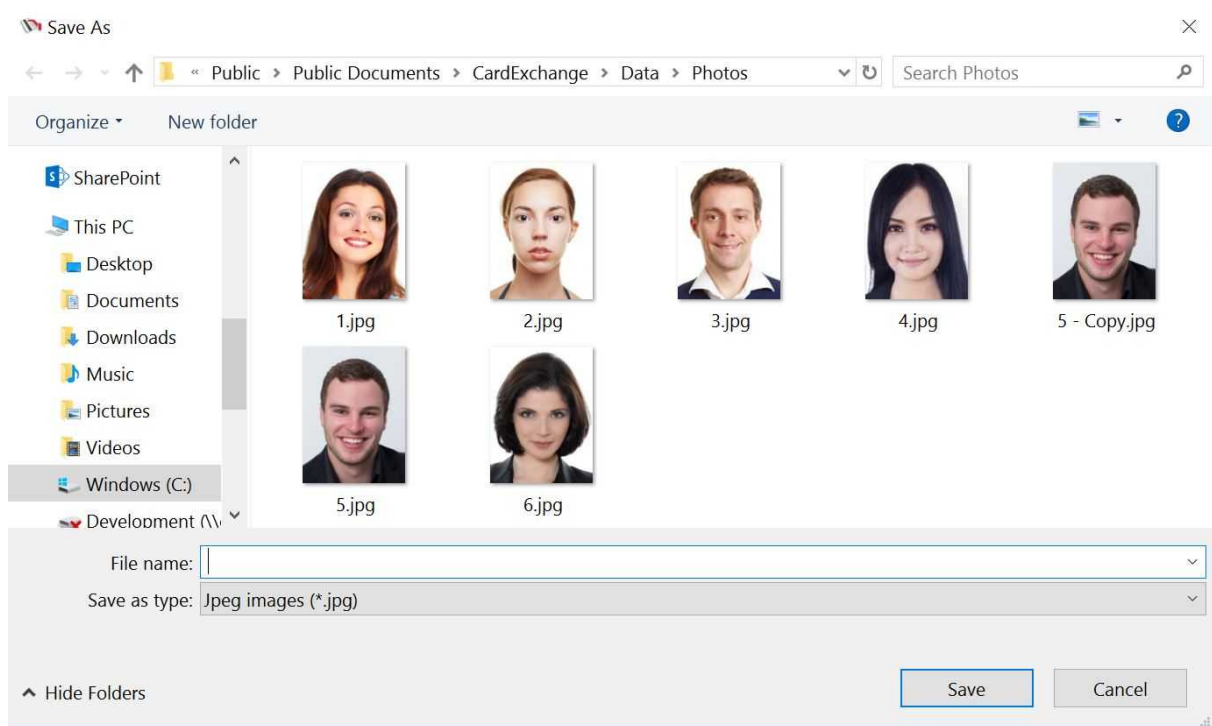 Save As
« Public > Public Documents > CardExchange > Data > Photos
Search Photos
Organize
New folder
?
SharePoint
This PC
Desktop
Documents
Downloads
Music
Pictures
Videos
Windows (C:)
Development (\\
1.jpg
2.jpg
3.jpg
4.jpg
5 - Copy.jpg
5.jpg
6.jpg
File name:
Save as type: Jpeg images (*.jpg)
Hide Folders
Save
Cancel